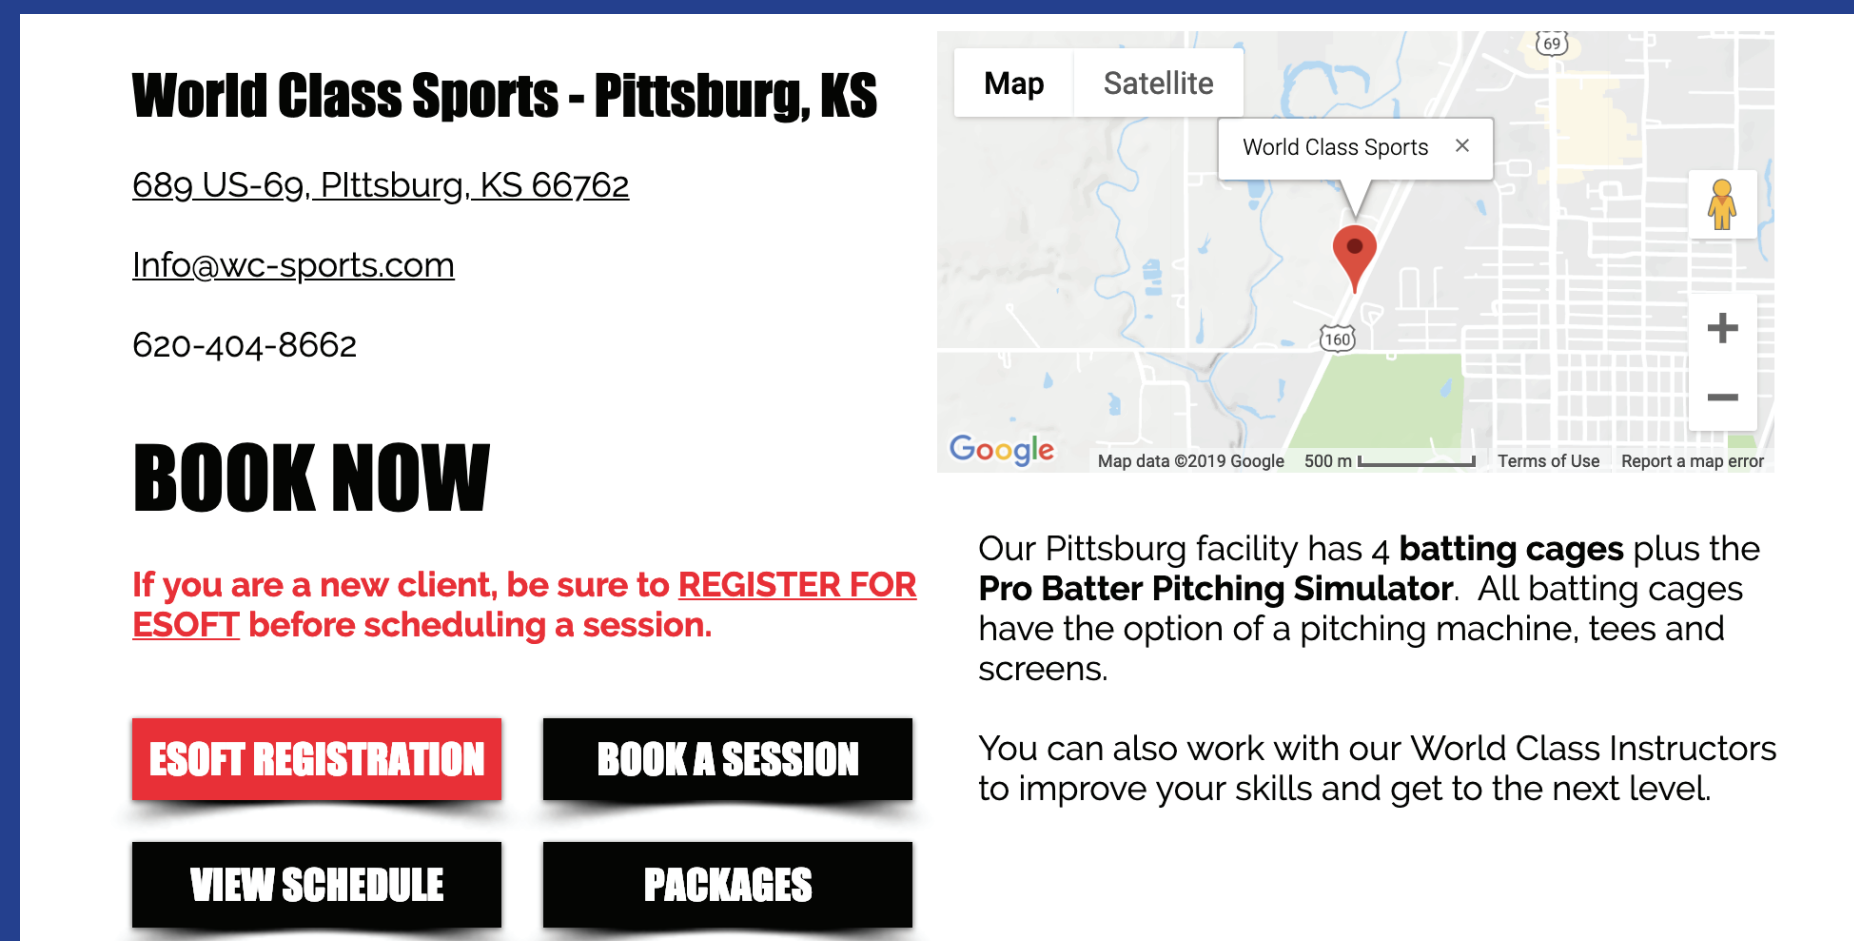 World Class Sports - Pittsburg, KS
689 US-69, PIttsburg, KS 66762
Info@wc-sports.com
620-404-8662
BOOK NOW
If you are a new client, be sure to REGISTER FOR
ESOFT before scheduling a session.
ESOFT REGISTRATION
BOOK A SESSION
VIEW SCHEDULE
PACKAGES
Map
Satellite
69
World Class Sports ×
160
Google
Map data ©2019 Google
500 m
Terms of Use
Report a map error
Our Pittsburg facility has 4 batting cages plus the
Pro Batter Pitching Simulator. All batting cages
have the option of a pitching machine, tees and
screens.
You can also work with our World Class Instructors
to improve your skills and get to the next level.